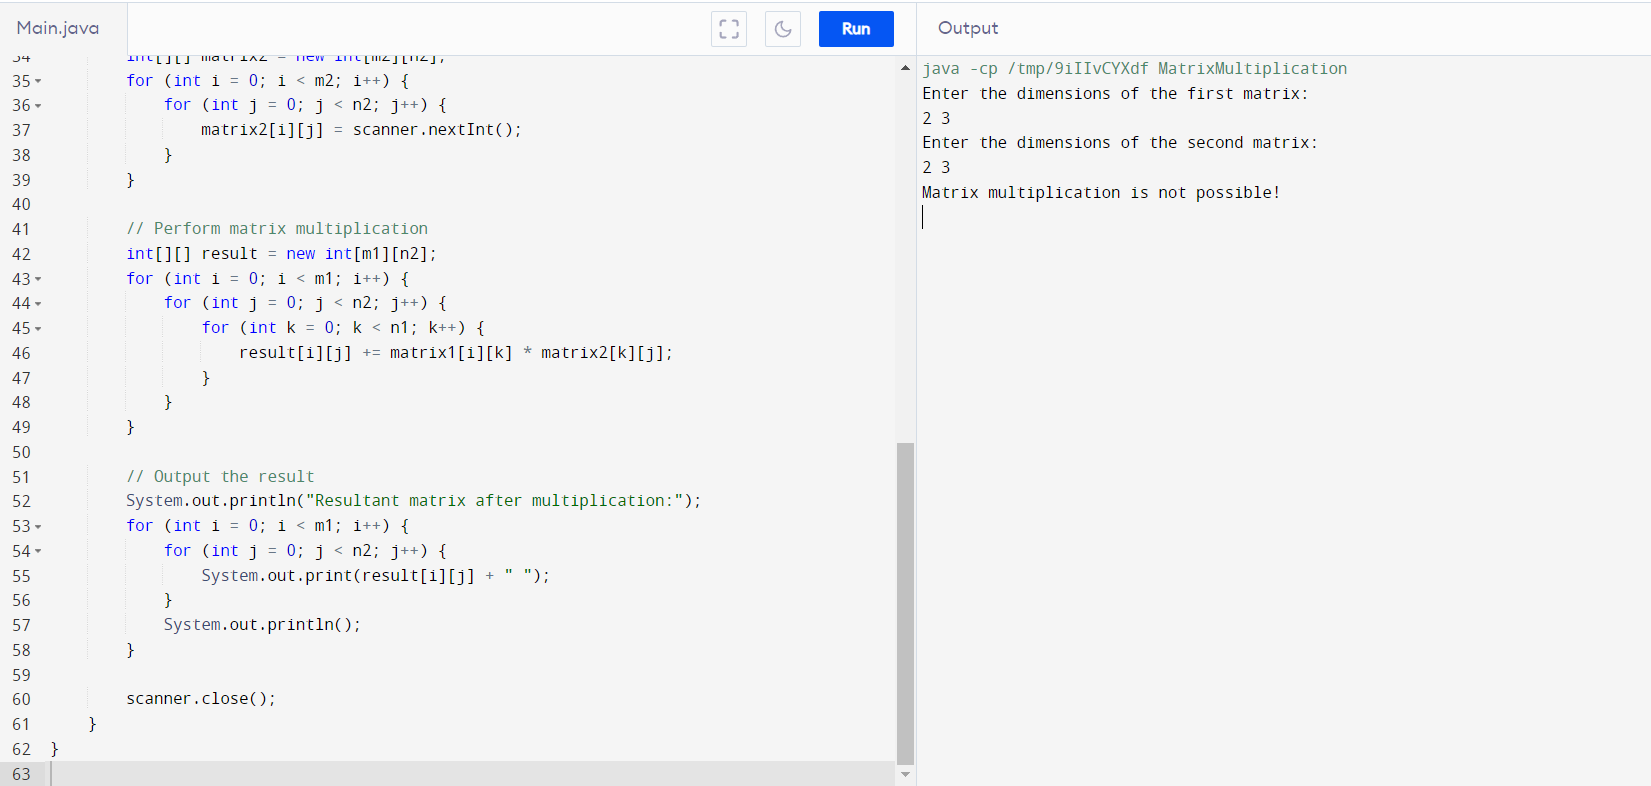 Main.java
Run
Output
34 int[][] matrix2 = new int[m2][n2];
35 for (int i = 0; i < m2; i++) {
36 for (int j = 0; j < n2; j++) {
37 matrix2[i][j] = scanner.nextInt();
38 }
39 }
40
41 // Perform matrix multiplication
42 int[][] result = new int[m1][n2];
43 for (int i = 0; i < m1; i++) {
44 for (int j = 0; j < n2; j++) {
45 for (int k = 0; k < n1; k++) {
46 result[i][j] += matrix1[i][k] * matrix2[k][j];
47 }
48 }
49 }
50
51 // Output the result
52 System.out.println("Resultant matrix after multiplication:");
53 for (int i = 0; i < m1; i++) {
54 for (int j = 0; j < n2; j++) {
55 System.out.print(result[i][j] + " ");
56 }
57 System.out.println();
58 }
59
60 scanner.close();
61 }
62 }
63
java -cp /tmp/9iIIvCYXdf MatrixMultiplication
Enter the dimensions of the first matrix:
2 3
Enter the dimensions of the second matrix:
2 3
Matrix multiplication is not possible!